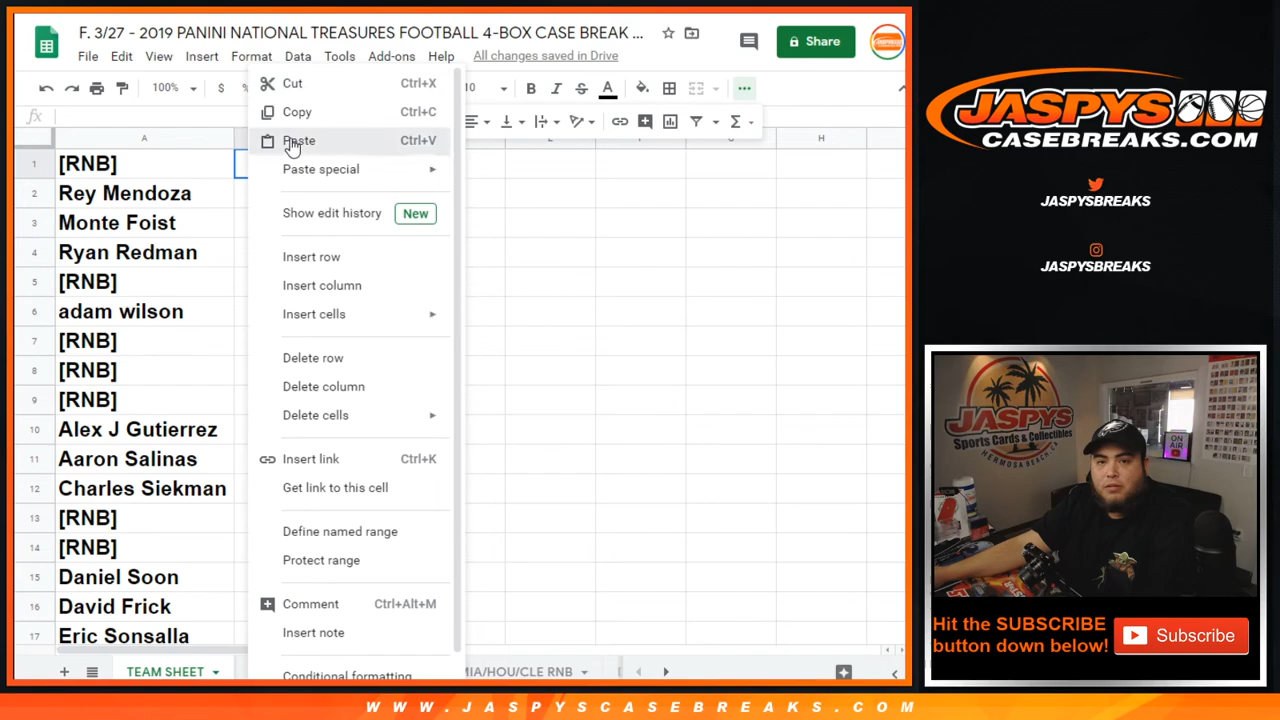 F. 3/27 - 2019 PANINI NATIONAL TREASURES FOOTBALL 4-BOX CASE BREAK ...
Share
File Edit View Insert Format Data Tools Add-ons Help All changes saved in Drive
100% $ % 10 B I A
fx
A H
1 [RNB]
2 Rey Mendoza
3 Monte Foist
4 Ryan Redman
5 [RNB]
6 adam wilson
7 [RNB]
8 [RNB]
9 [RNB]
10 Alex J Gutierrez
11 Aaron Salinas
12 Charles Siekman
13 [RNB]
14 [RNB]
15 Daniel Soon
16 David Frick
17 Eric Sonsalla
Cut Ctrl+X
Copy Ctrl+C
Paste Ctrl+V
Paste special
Show edit history New
Insert row
Insert column
Insert cells
Delete row
Delete column
Delete cells
Insert link Ctrl+K
Get link to this cell
Define named range
Protect range
Comment Ctrl+Alt+M
Insert note
Conditional formatting
TEAM SHEET
MIA/HOU/CLE RNB
JASPYS
CASEBREAKS.COM
JASPYSBREAKS
JASPYSBREAKS
JASPYS
Sports Cards & Collectibles
HERMOSA BEACH, CA
ON AIR
Hit the SUBSCRIBE
button down below!
Subscribe
WWW.JASPYSCASEBREAKS.COM